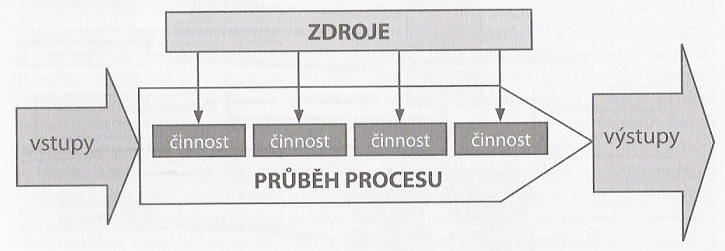 ZDROJE
vstupy
činnost činnost činnost činnost
výstupy
PRŮBĚH PROCESU